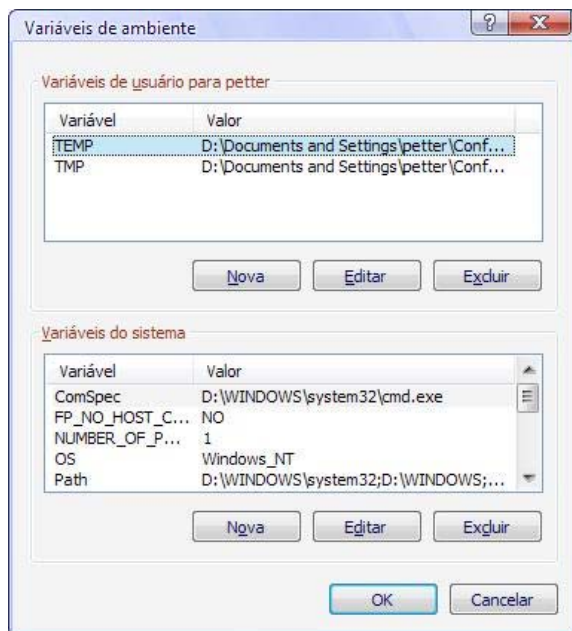 Variáveis de ambiente
Variáveis de usuário para petter
Variável Valor
TEMP D:\Documents and Settings\petter\Conf...
TMP D:\Documents and Settings\petter\Conf...
Nova Editar Excluir
Variáveis do sistema
Variável Valor
ComSpec D:\WINDOWS\system32\cmd.exe
FP_NO_HOST_C... NO
NUMBER_OF_P... 1
OS Windows_NT
Path D:\WINDOWS\system32;D:\WINDOWS;...
Nova Editar Excluir
OK Cancelar